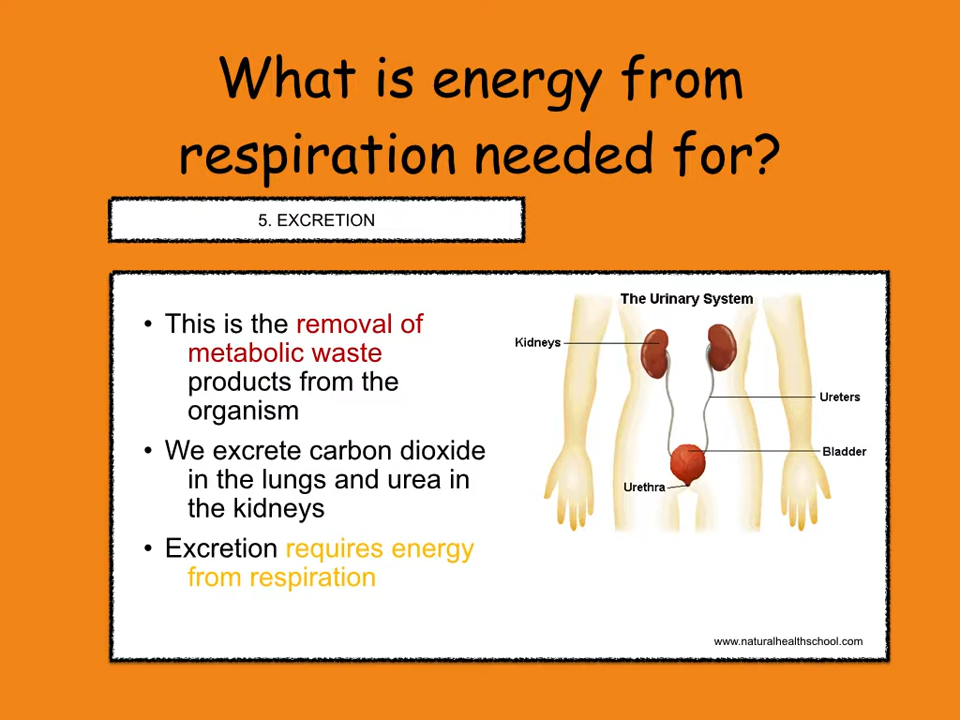 What is energy from
respiration needed for?
5. EXCRETION
• This is the removal of
metabolic waste
products from the
organism
• We excrete carbon dioxide
in the lungs and urea in
the kidneys
• Excretion requires energy
from respiration
The Urinary System
Kidneys
Ureters
Bladder
Urethra
www.naturalhealthschool.com